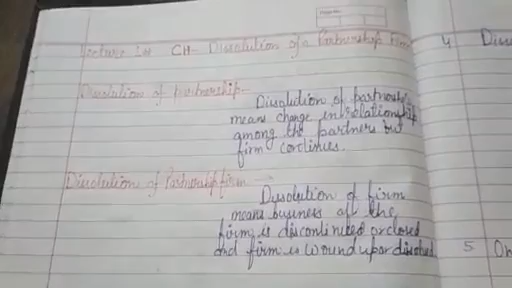 Lecture 1st CH- Dissolution of a Partnership Firm
Dissolution of partnership-
Dissolution of partnership
means change in relationship
among the partners but
firm continues.
Dissolution of Partnership firm →
Dissolution of firm
means business of the
firm is discontinued or closed
and firm is wound up or dissolved
4
5